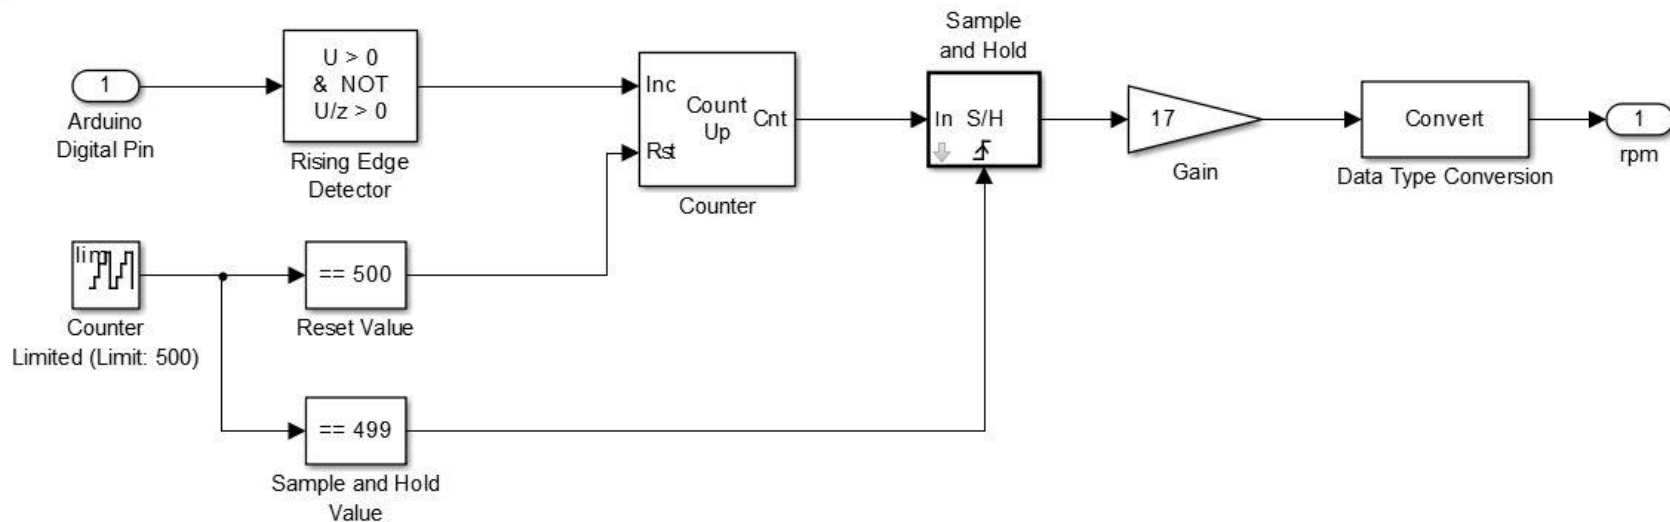 1
Arduino
Digital Pin
U > 0
& NOT
U/z > 0
Rising Edge
Detector
Inc
Rst
Count
Up
Cnt
Counter
Sample
and Hold
In
S/H
17
Gain
Convert
Data Type Conversion
1
rpm
lim
Counter
Limited (Limit: 500)
== 500
Reset Value
== 499
Sample and Hold
Value